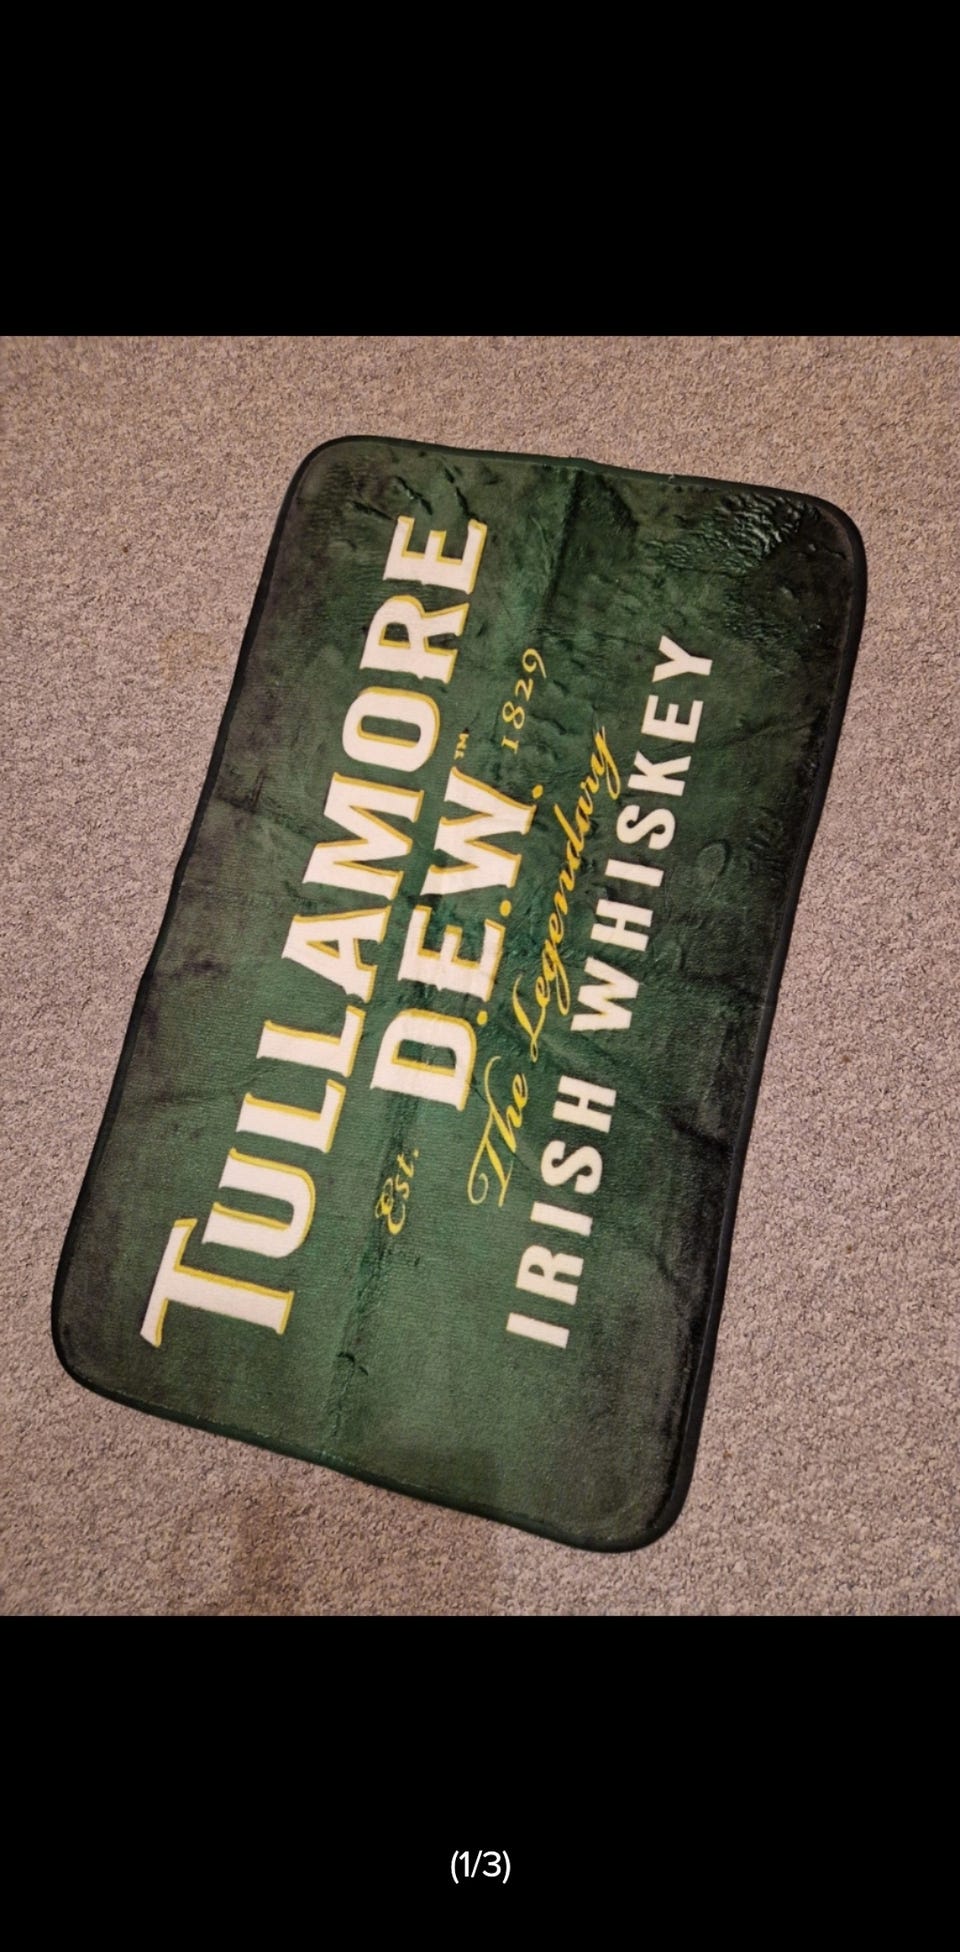 TULLAMORE
D.E.W.™
Est. 1829
The Legendary
IRISH WHISKEY
(1/3)